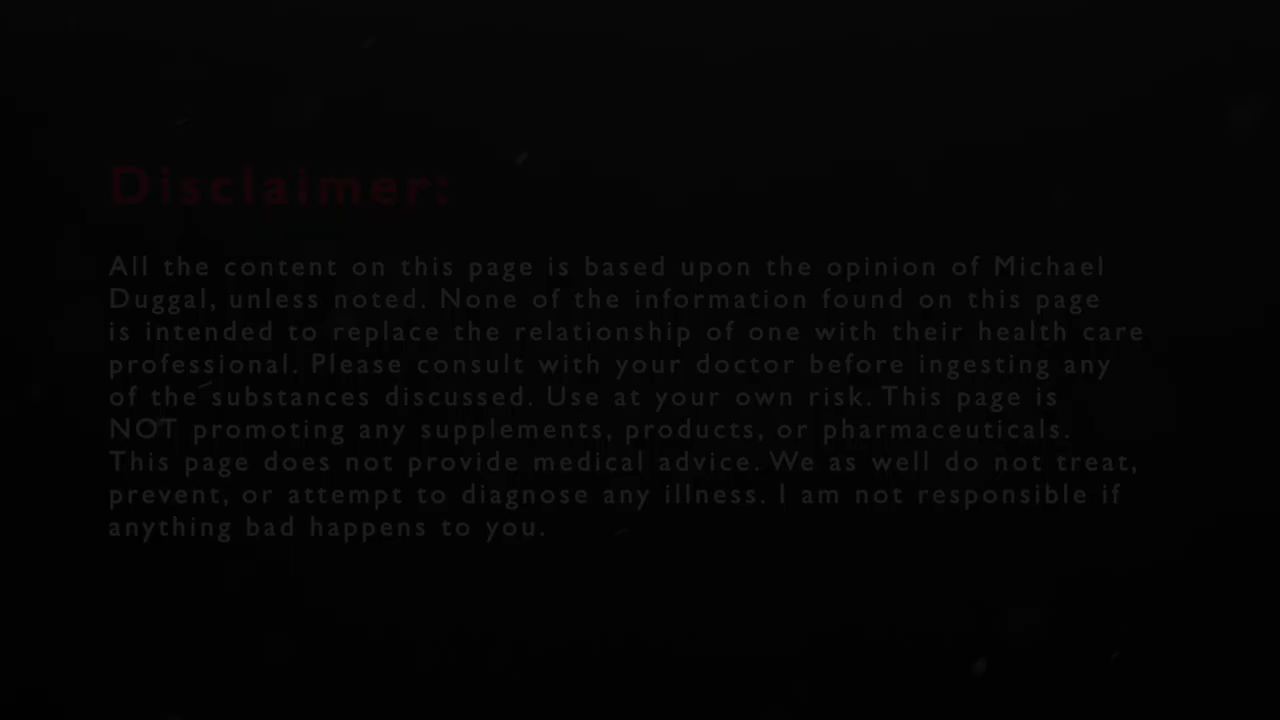 Disclaimer:
All the content on this page is based upon the opinion of Michael
Duggal, unless noted. None of the information found on this page
is intended to replace the relationship of one with their health care
professional. Please consult with your doctor before ingesting any
of the substances discussed. Use at your own risk. This page is
NOT promoting any supplements, products, or pharmaceuticals.
This page does not provide medical advice. We as well do not treat,
prevent, or attempt to diagnose any illness. I am not responsible if
anything bad happens to you.